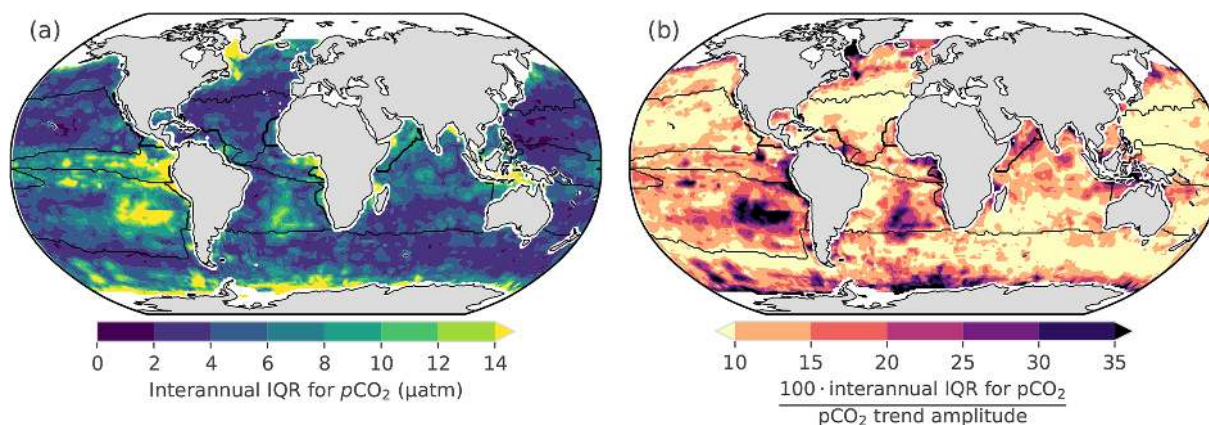 (a)
(b)
0 2 4 6 8 10 12 14
Interannual IQR for pCO₂ (µatm)
10 15 20 25 30 35
100 · interannual IQR for pCO₂
pCO₂ trend amplitude